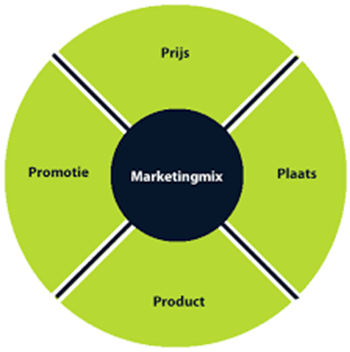 Prijs
Promotie
Marketingmix
Plaats
Product